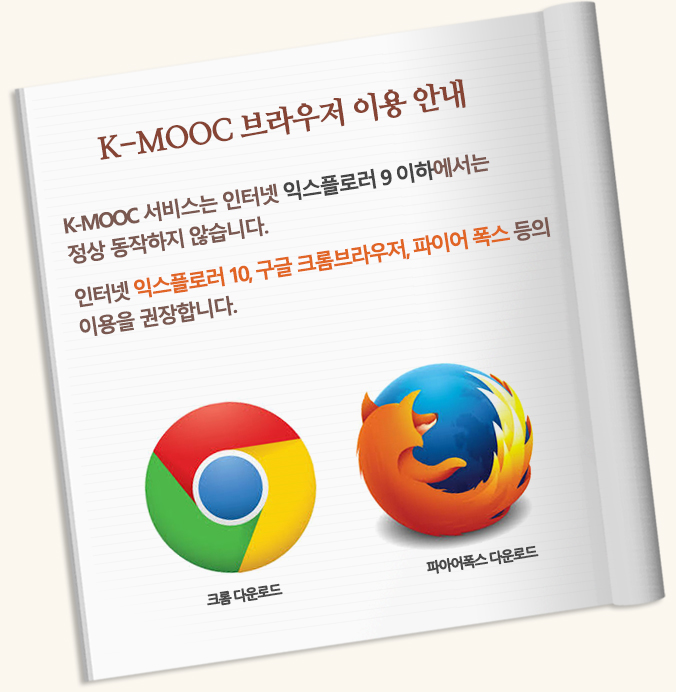 K-MOOC 브라우저 이용 안내
K-MOOC 서비스는 인터넷 익스플로러 9 이하에서는
정상 동작하지 않습니다.
인터넷 익스플로러 10, 구글 크롬브라우저, 파이어 폭스 등의
이용을 권장합니다.
크롬 다운로드
파아어폭스 다운로드